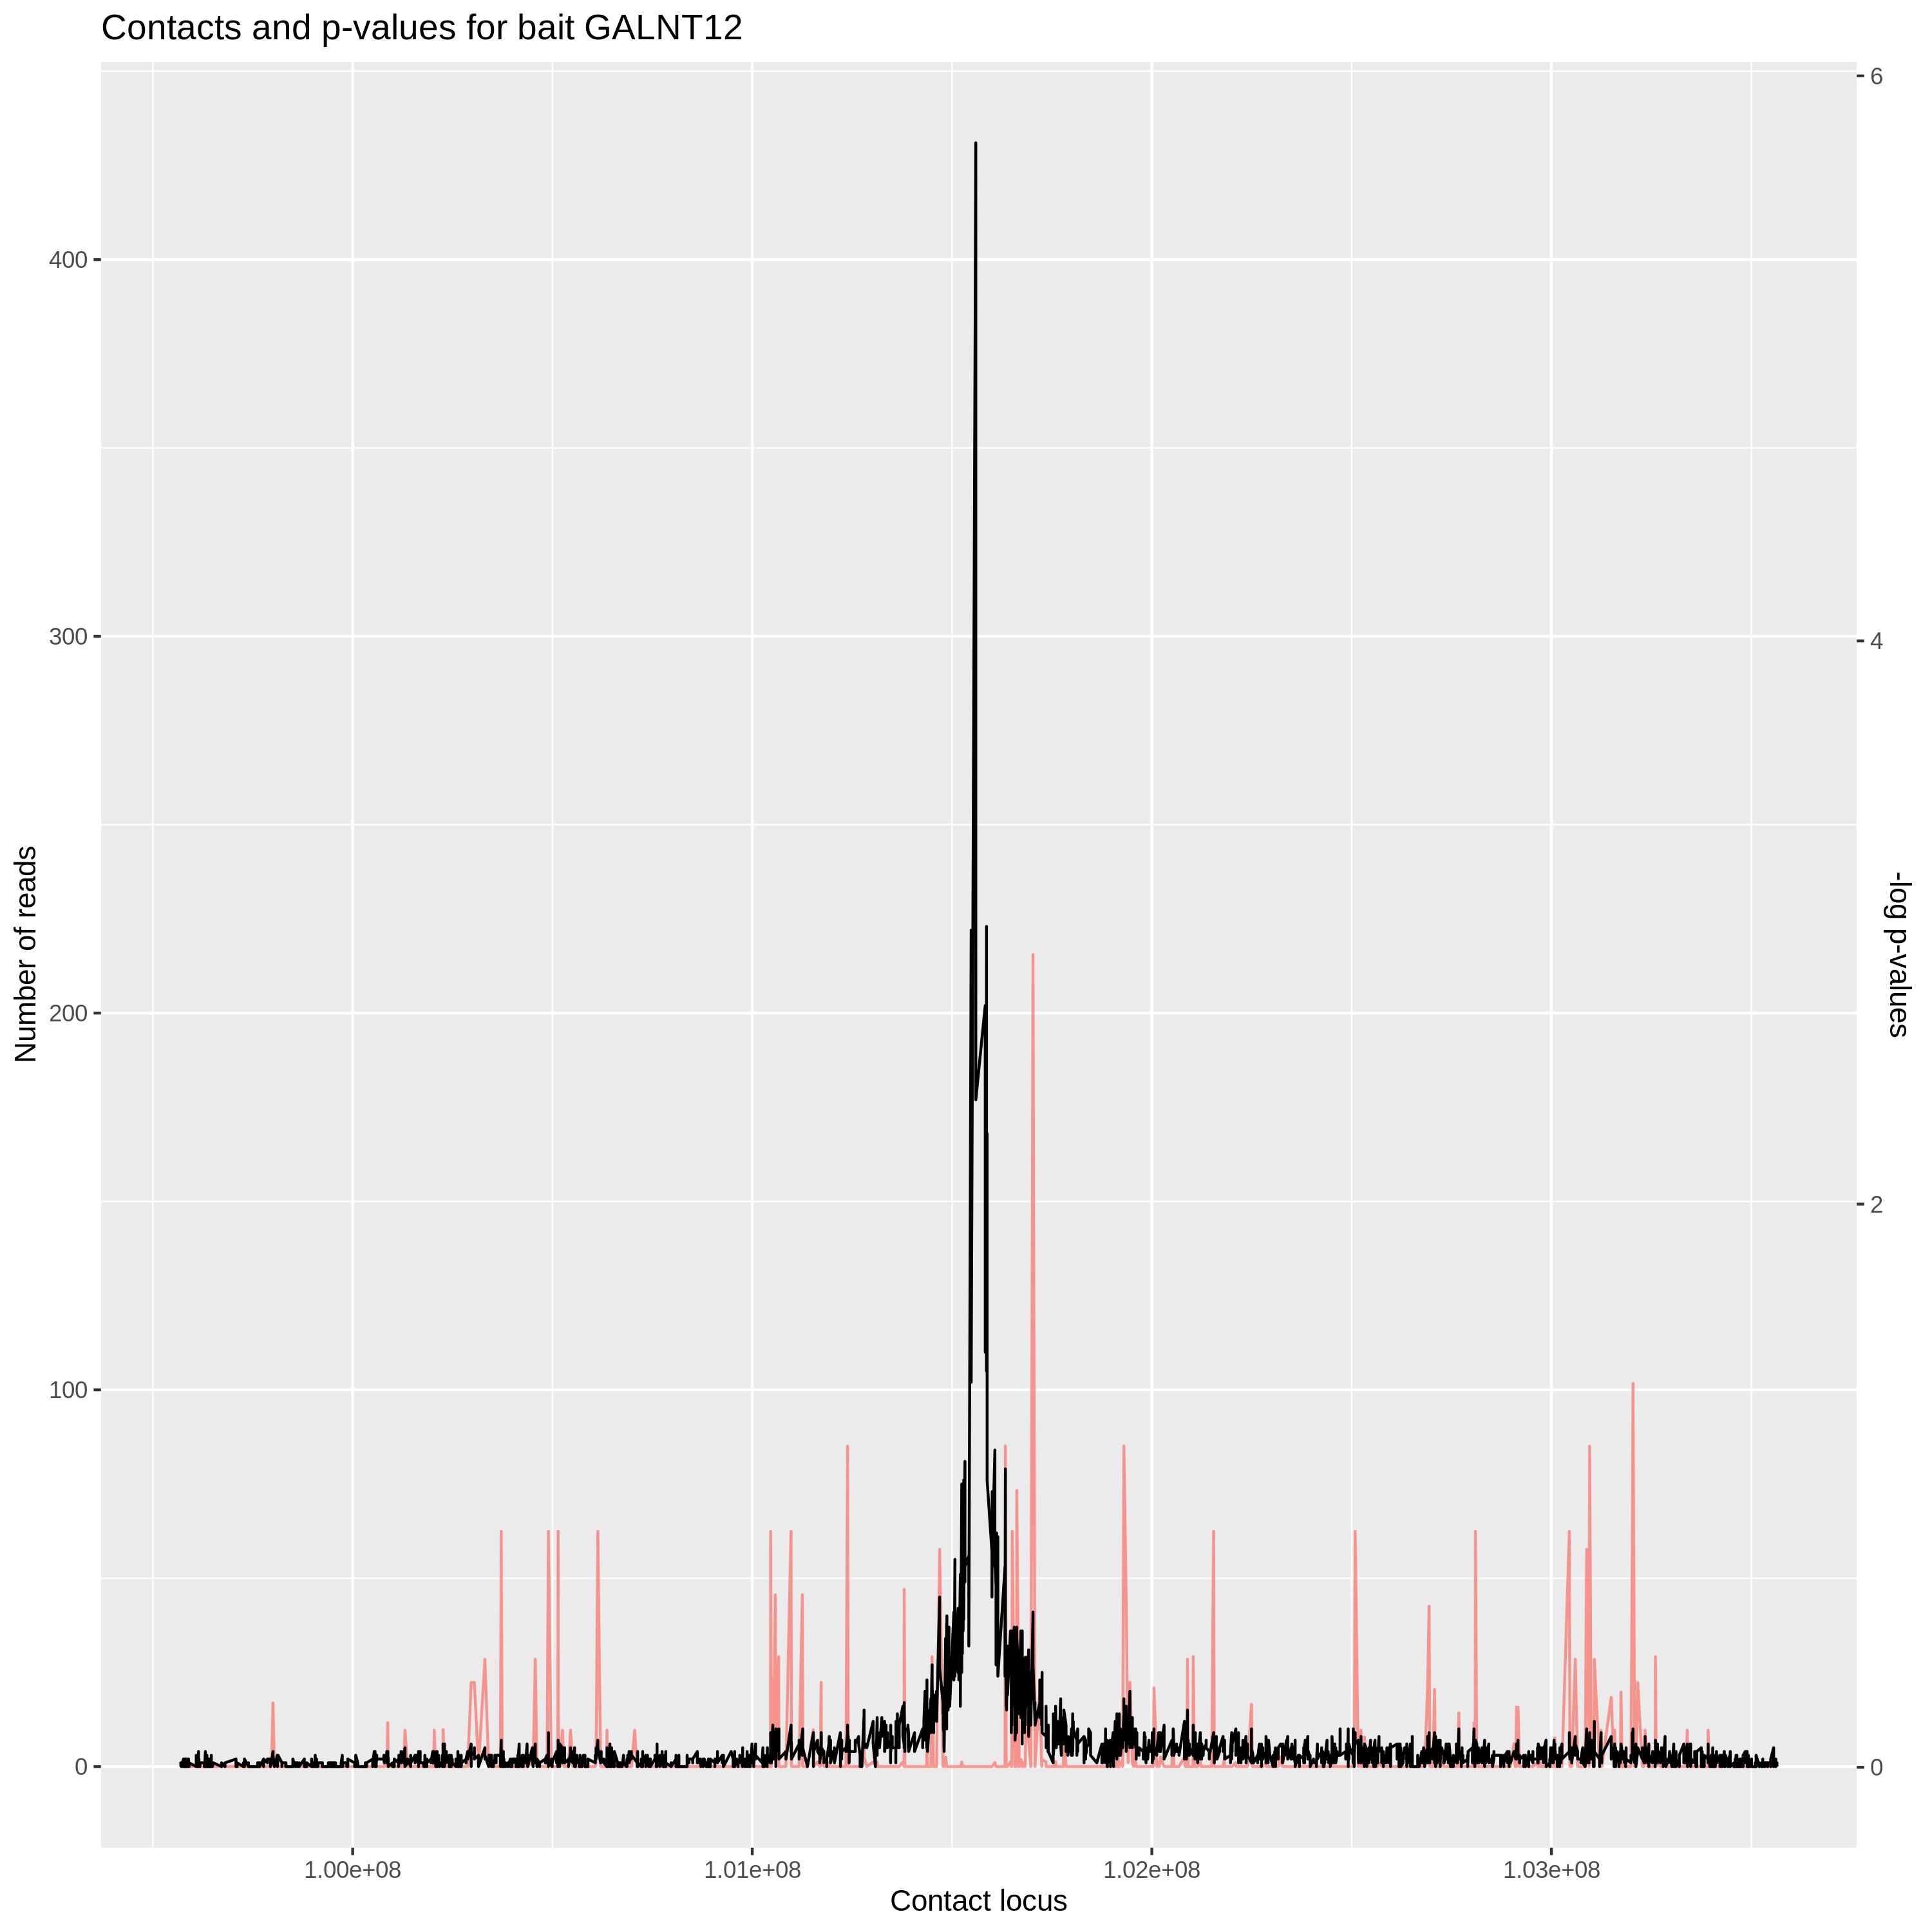 Contacts and p-values for bait GALNT12
6
400
300
4
Number of reads
-log p-values
200
2
100
0
0
1.00e+08
1.01e+08
1.02e+08
1.03e+08
Contact locus